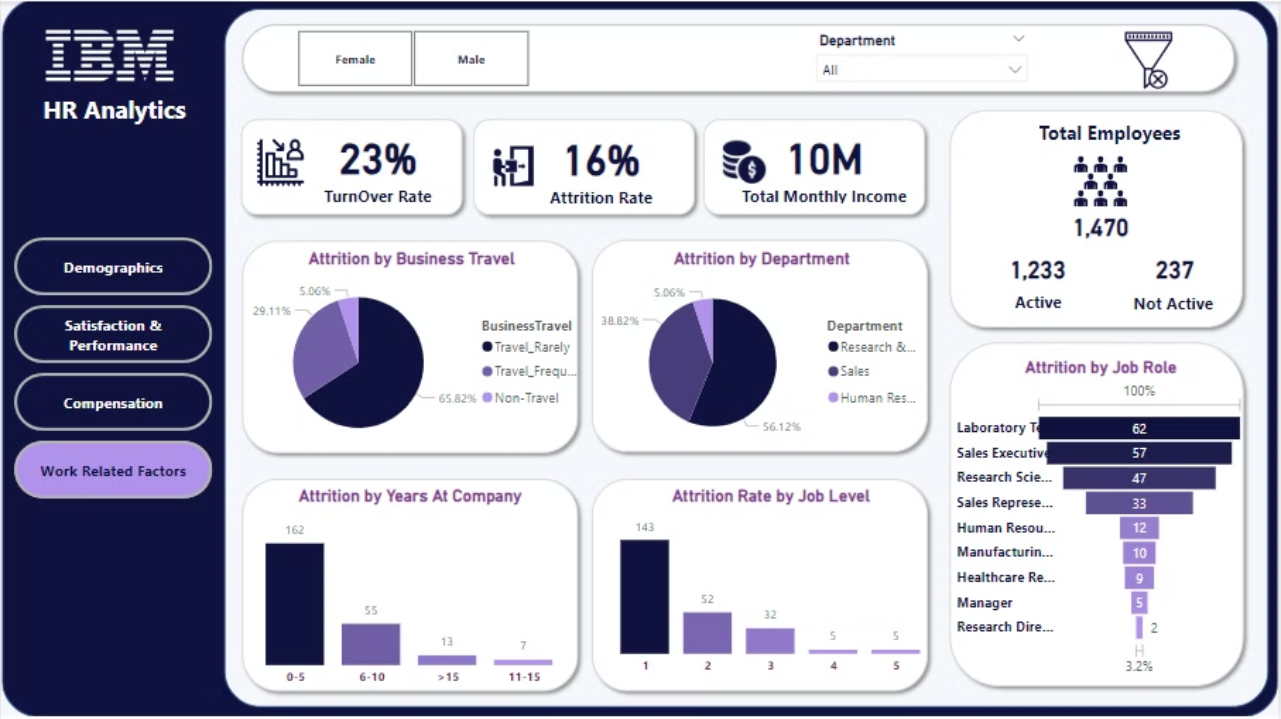 IBM
HR Analytics
Demographics
Satisfaction &
Performance
Compensation
Work Related Factors
Female
Male
Department
All
23%
TurnOver Rate
16%
Attrition Rate
10M
Total Monthly Income
Total Employees
1,470
1,233
Active
237
Not Active
Attrition by Business Travel
5.06%
29.11%
65.82%
BusinessTravel
Travel_Rarely
Travel_Frequ...
Non-Travel
Attrition by Department
5.06%
38.82%
56.12%
Department
Research &...
Sales
Human Res...
Attrition by Job Role
100%
Laboratory Te 62
Sales Executive 57
Research Scie... 47
Sales Represe... 33
Human Resou... 12
Manufacturin... 10
Healthcare Re... 9
Manager 5
Research Dire... 2
3.2%
Attrition by Years At Company
162
55
13
7
0-5 6-10 >15 11-15
Attrition Rate by Job Level
143
52
32
5
5
1 2 3 4 5